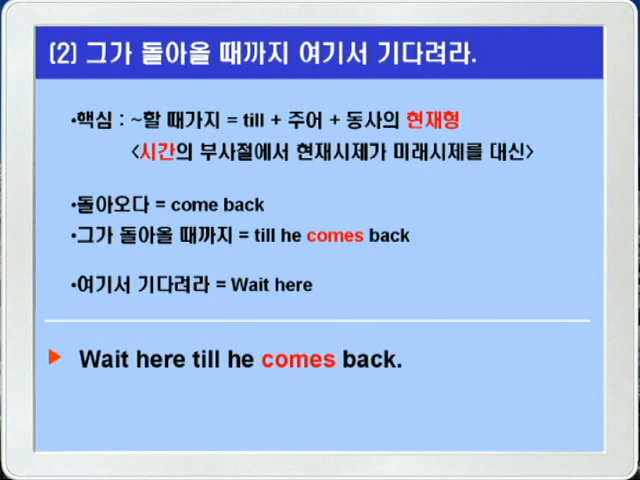 (2) 그가 돌아올 때까지 여기서 기다려라.
•핵심 : ~할 때가지 = till + 주어 + 동사의 현재형
<시간의 부사절에서 현재시제가 미래시제를 대신>
•돌아오다 = come back
•그가 돌아올 때까지 = till he comes back
•여기서 기다려라 = Wait here
Wait here till he comes back.